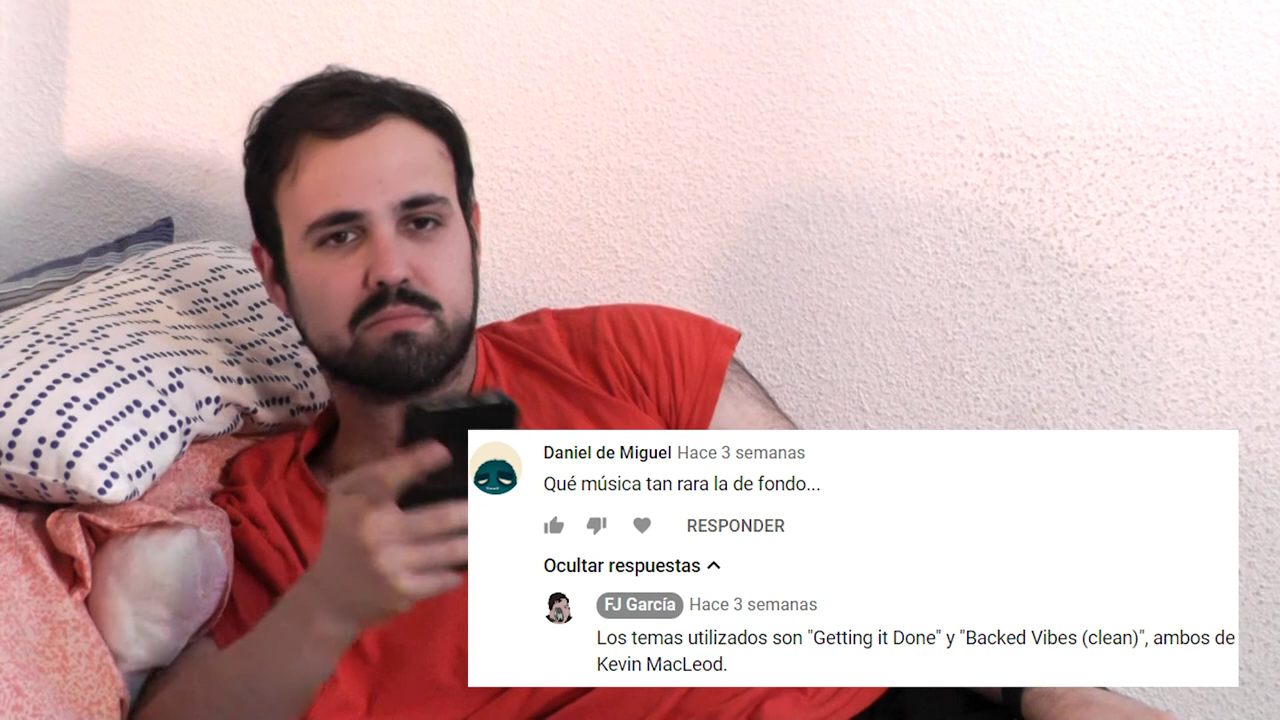 Daniel de Miguel Hace 3 semanas
Qué música tan rara la de fondo...
RESPONDER
Ocultar respuestas
FJ García Hace 3 semanas
Los temas utilizados son "Getting it Done" y "Backed Vibes (clean)", ambos de
Kevin MacLeod.